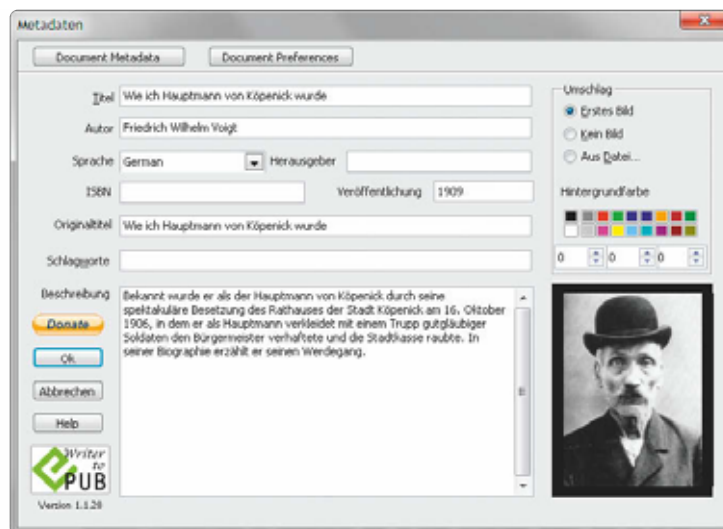 Metadaten
Document Metadata
Document Preferences
Titel
Wie ich Hauptmann von Köpenick wurde
Autor
Friedrich Wilhelm Voigt
Sprache
German
Herausgeber
ISBN
Veröffentlichung
1909
Originaltitel
Wie ich Hauptmann von Köpenick wurde
Schlagworte
Beschreibung
Bekannt wurde er als der Hauptmann von Köpenick durch seine
spektakuläre Besetzung des Rathauses der Stadt Köpenick am 16. Oktober
1906, in dem er als Hauptmann verkleidet mit einem Trupp gutgläubiger
Soldaten den Bürgermeister verhaftete und die Stadtkasse raubte. In
seiner Biographie erzählt er seinen Werdegang.
Donate
Ok
Abbrechen
Help
Writer
to
ePUB
Version 1.1.28
Umschlag
Erstes Bild
Kein Bild
Aus Datei...
Hintergrundfarbe
0
0
0